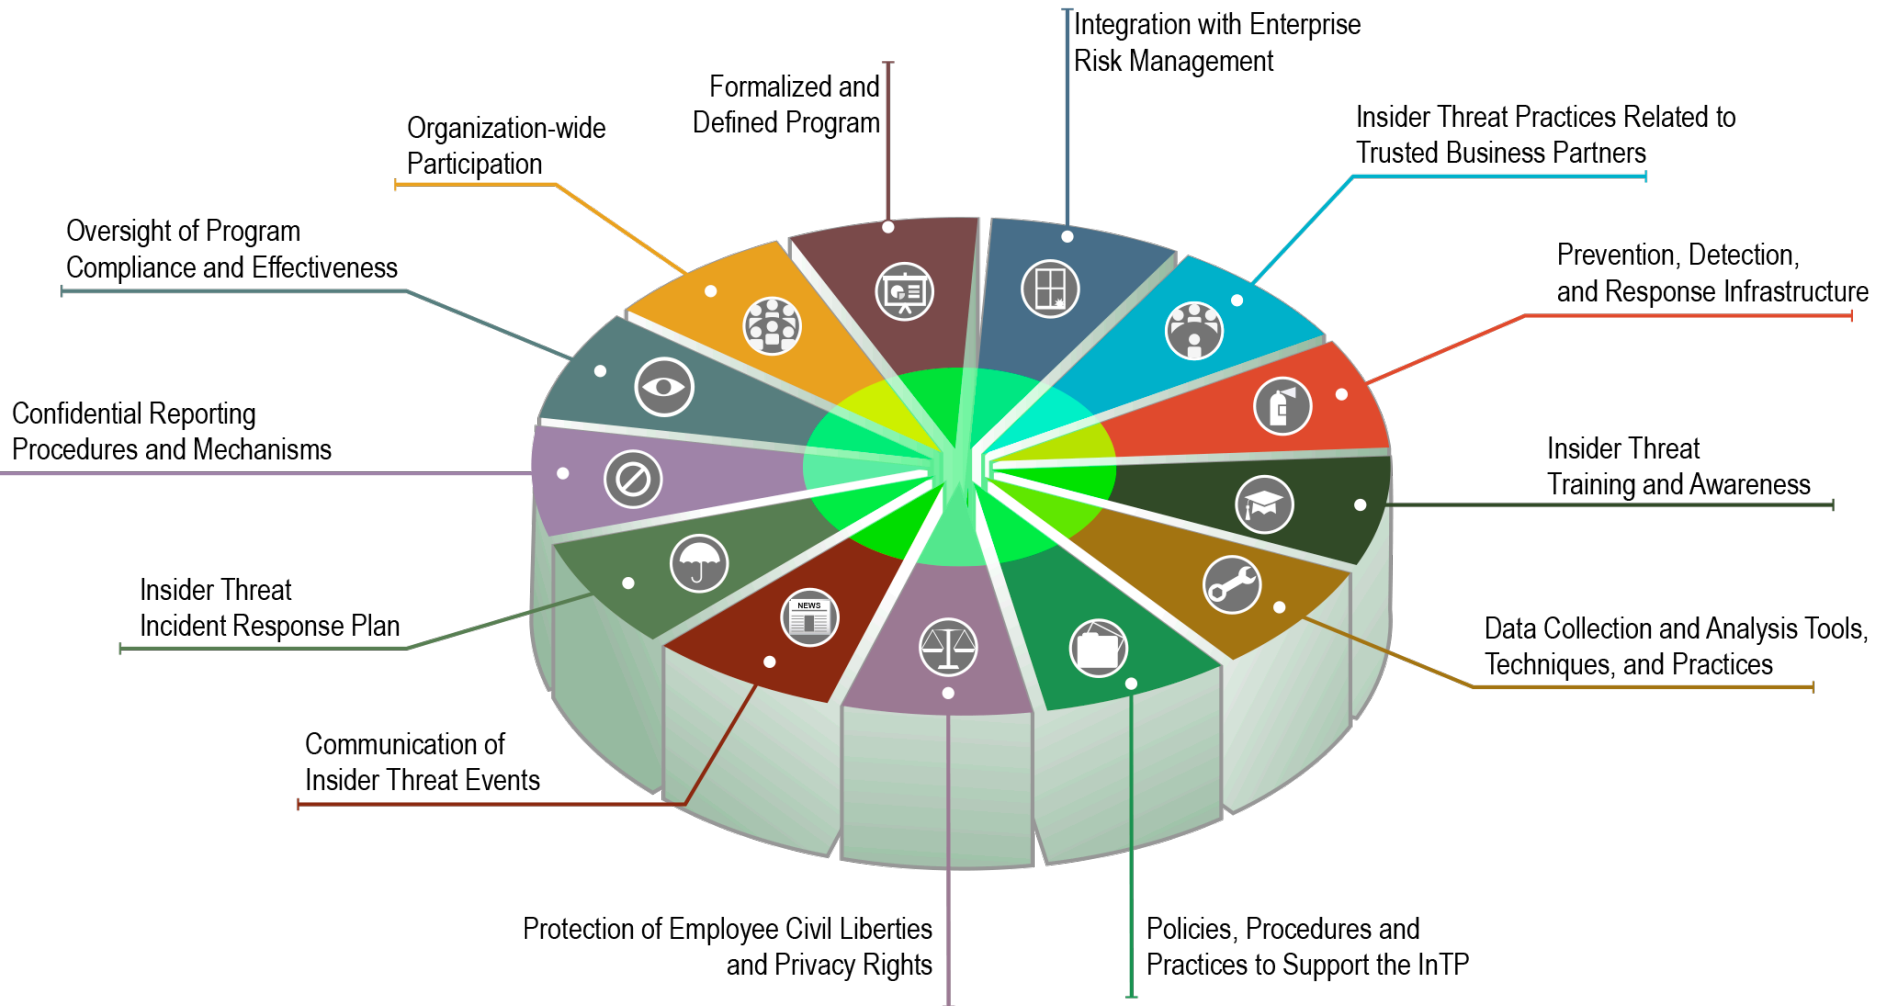 Integration with Enterprise
Risk Management
Formalized and
Defined Program
Insider Threat Practices Related to
Trusted Business Partners
Organization-wide
Participation
Oversight of Program
Compliance and Effectiveness
Prevention, Detection,
and Response Infrastructure
Confidential Reporting
Procedures and Mechanisms
Insider Threat
Training and Awareness
Insider Threat
Incident Response Plan
NEWS
Data Collection and Analysis Tools,
Techniques, and Practices
Communication of
Insider Threat Events
Protection of Employee Civil Liberties
and Privacy Rights
Policies, Procedures and
Practices to Support the InTP